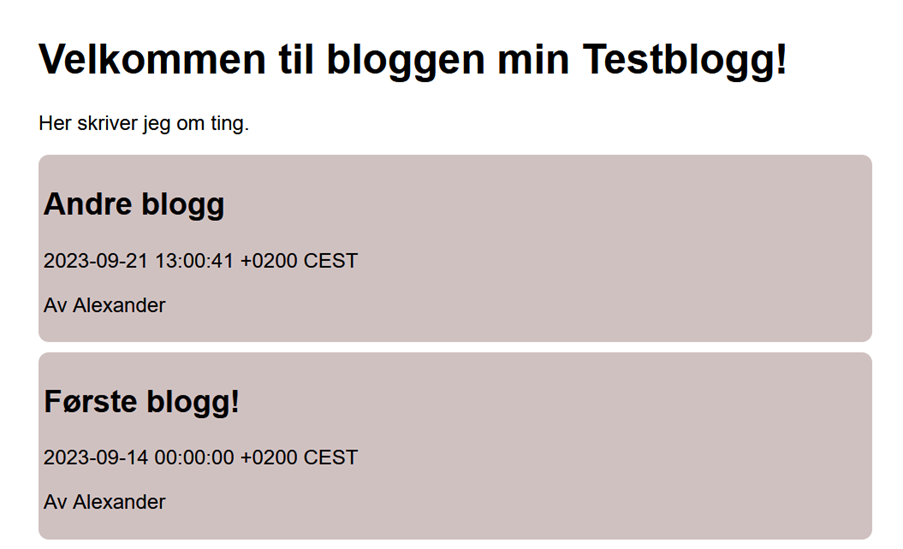 Velkommen til bloggen min Testblogg!
Her skriver jeg om ting.
Andre blogg
2023-09-21 13:00:41 +0200 CEST
Av Alexander
Første blogg!
2023-09-14 00:00:00 +0200 CEST
Av Alexander